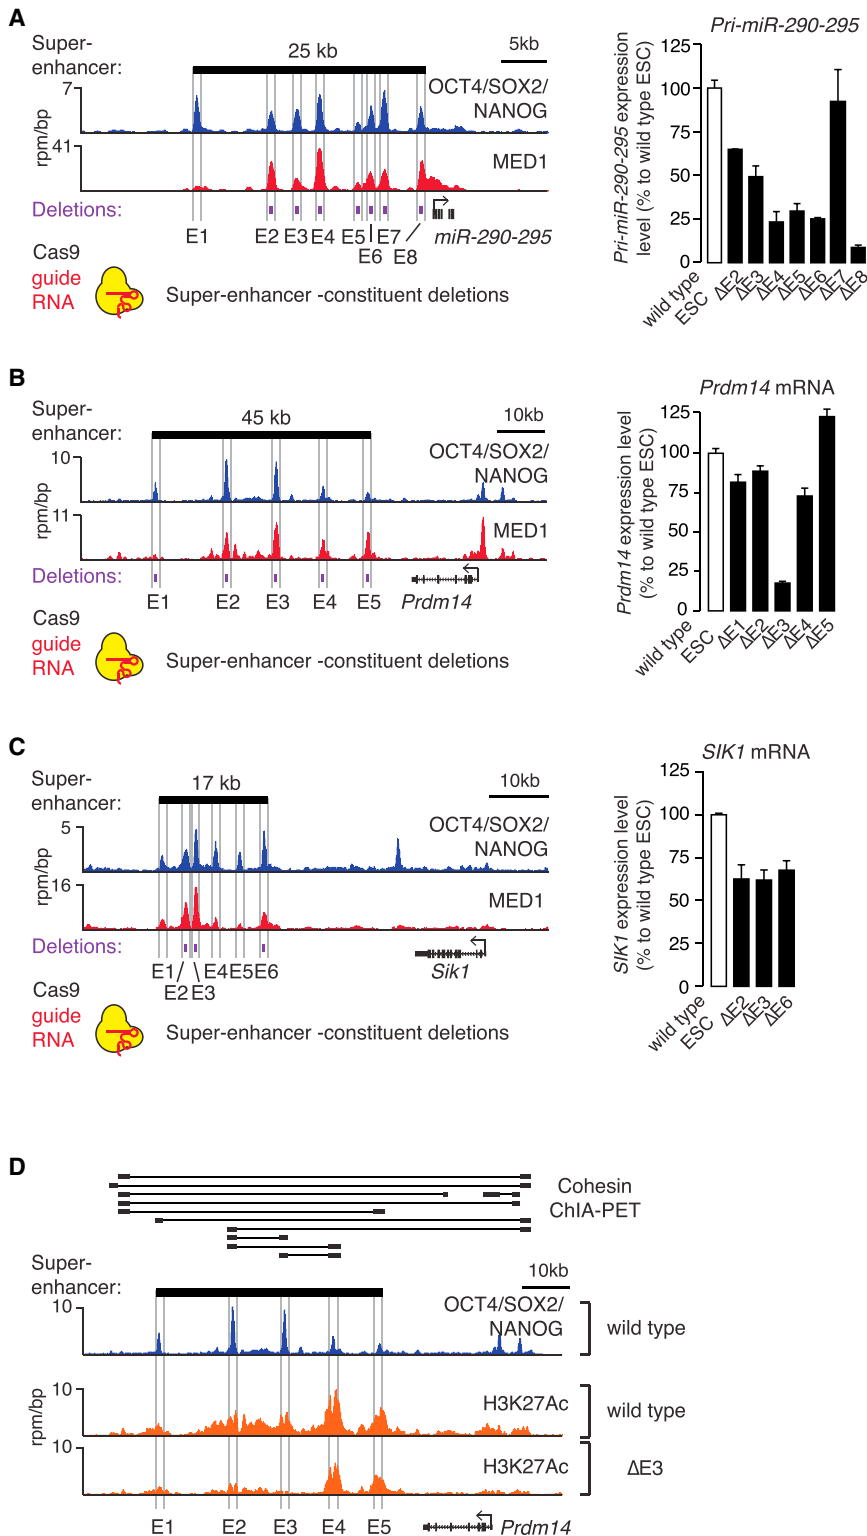 A
Super-
enhancer:
25 kb
5kb
OCT4/SOX2/
NANOG
7
rpm/bp
41
MED1
Deletions:
E1
E2
E3
E4
E5
E6
E7
E8
miR-290-295
Cas9
guide
RNA
Super-enhancer -constituent deletions
Pri-miR-290-295
Pri-miR-290-295 expression
level (% to wild type ESC)
125
100
75
50
25
0
wild type
ESC
ΔE2
ΔE3
ΔE4
ΔE5
ΔE6
ΔE7
ΔE8
B
Super-
enhancer:
45 kb
10kb
OCT4/SOX2/
NANOG
10
rpm/bp
11
MED1
Deletions:
E1
E2
E3
E4
E5
Prdm14
Cas9
guide
RNA
Super-enhancer -constituent deletions
Prdm14 mRNA
Prdm14 expression level
(% to wild type ESC)
125
100
75
50
25
0
wild type
ESC
ΔE1
ΔE2
ΔE3
ΔE4
ΔE5
C
Super-
enhancer:
17 kb
10kb
OCT4/SOX2/
NANOG
5
rpm/bp
16
MED1
Deletions:
E1
E2
E3
E4
E5
E6
Sik1
Cas9
guide
RNA
Super-enhancer -constituent deletions
SIK1 mRNA
SIK1 expression level
(% to wild type ESC)
125
100
75
50
25
0
wild type
ESC
ΔE2
ΔE3
ΔE6
D
Cohesin
ChIA-PET
Super-
enhancer:
10kb
OCT4/SOX2/
NANOG
10
wild type
10
H3K27Ac
wild type
rpm/bp
10
H3K27Ac
ΔE3
E1
E2
E3
E4
E5
Prdm14